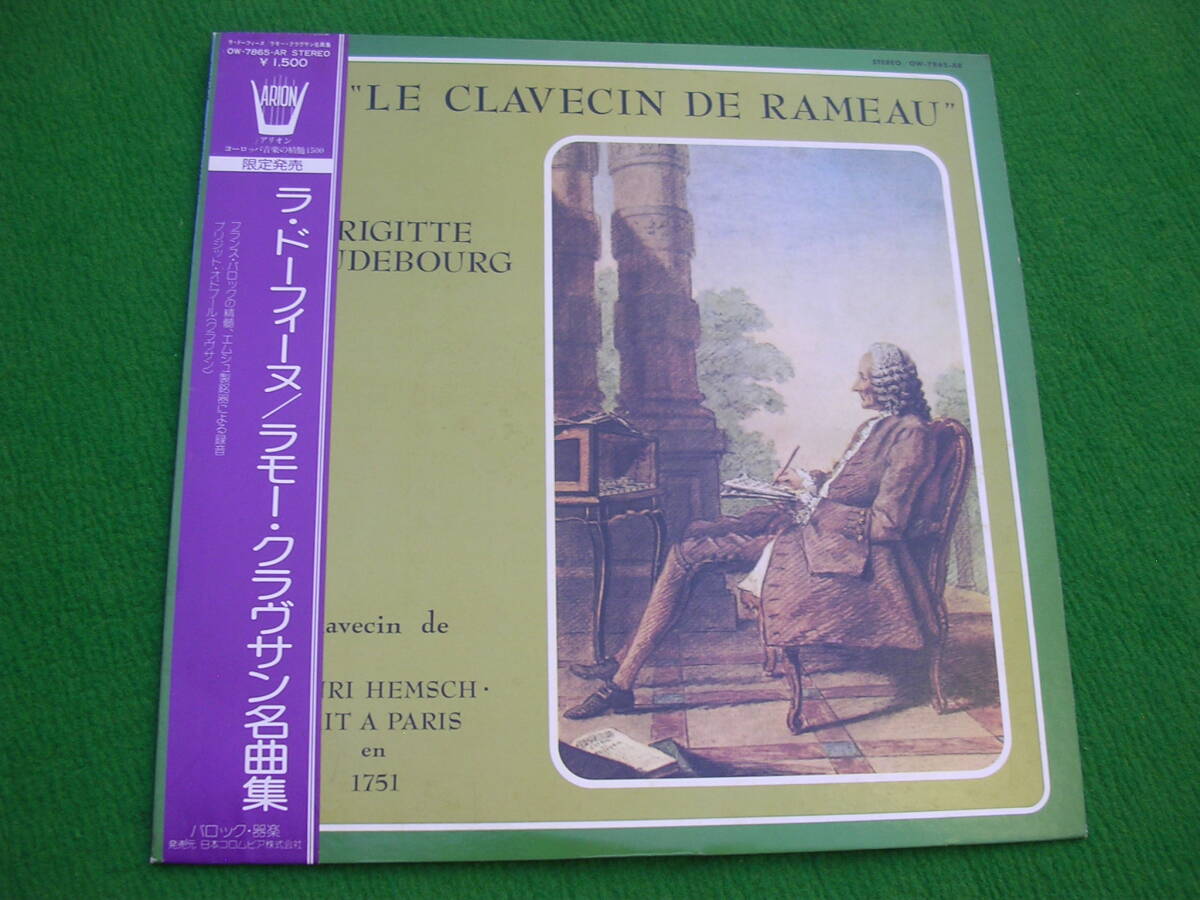 ラ・ドーフィーヌ/ラモー・クラヴサン名曲集
OW-7865-AR STEREO
¥1,500
ARION
アリオン
ヨーロッパ音楽の精髄1500
限定発売
ラ・ドーフィーヌ/ラモー・クラヴサン名曲集
フランス・バロックの精髄、エムシュ製銘器による録音
ブリジット・オドブール(クラヴサン)
バロック・器楽
発売元 日本コロムビア株式会社
STEREO/OW-7865-AR
"LE CLAVECIN DE RAMEAU"
RIGITTE
UDEBOURG
lavecin de
URI HEMSCH·
IT A PARIS
en
1751